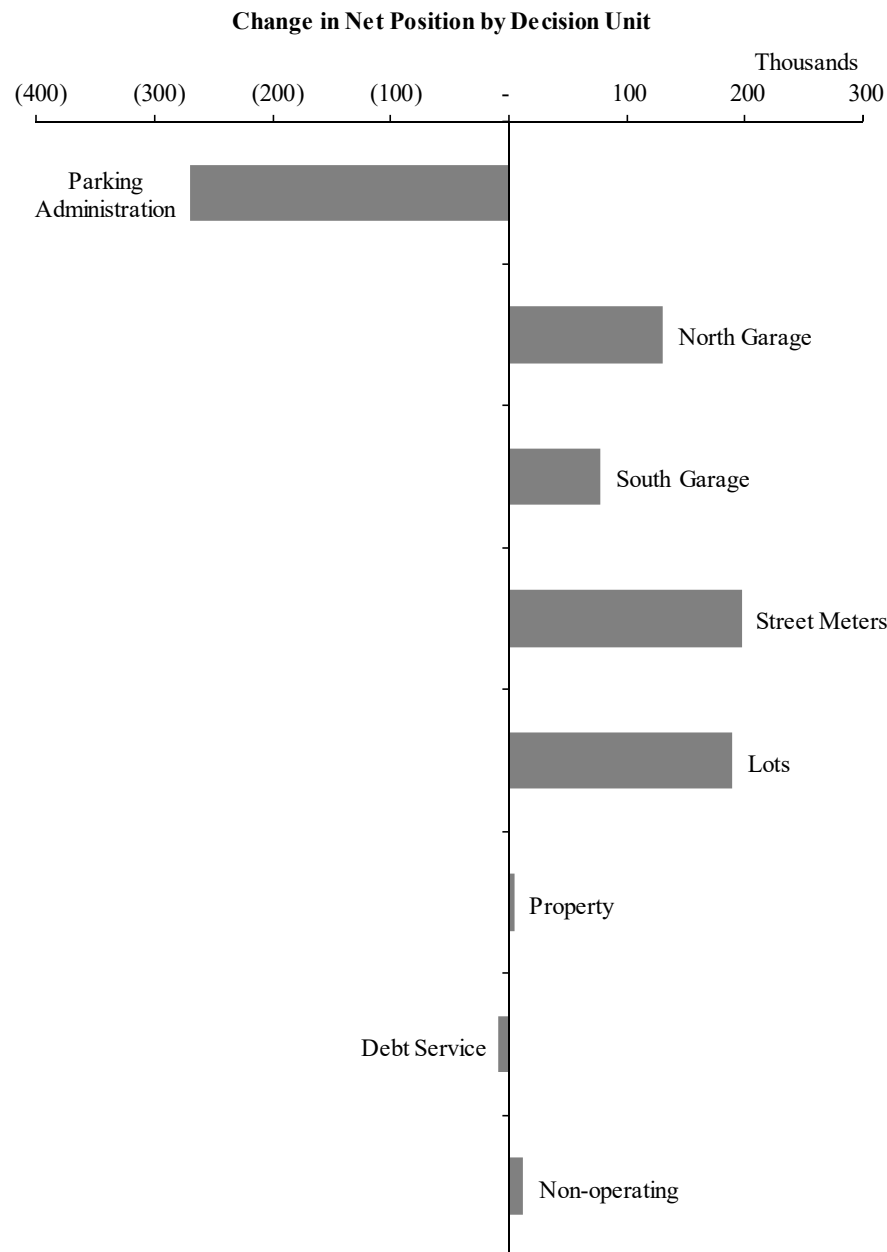 Change in Net Position by Decision Unit
Thousands
(400) (300) (200) (100) - 100 200 300
Parking
Administration
North Garage
South Garage
Street Meters
Lots
Property
Debt Service
Non-operating